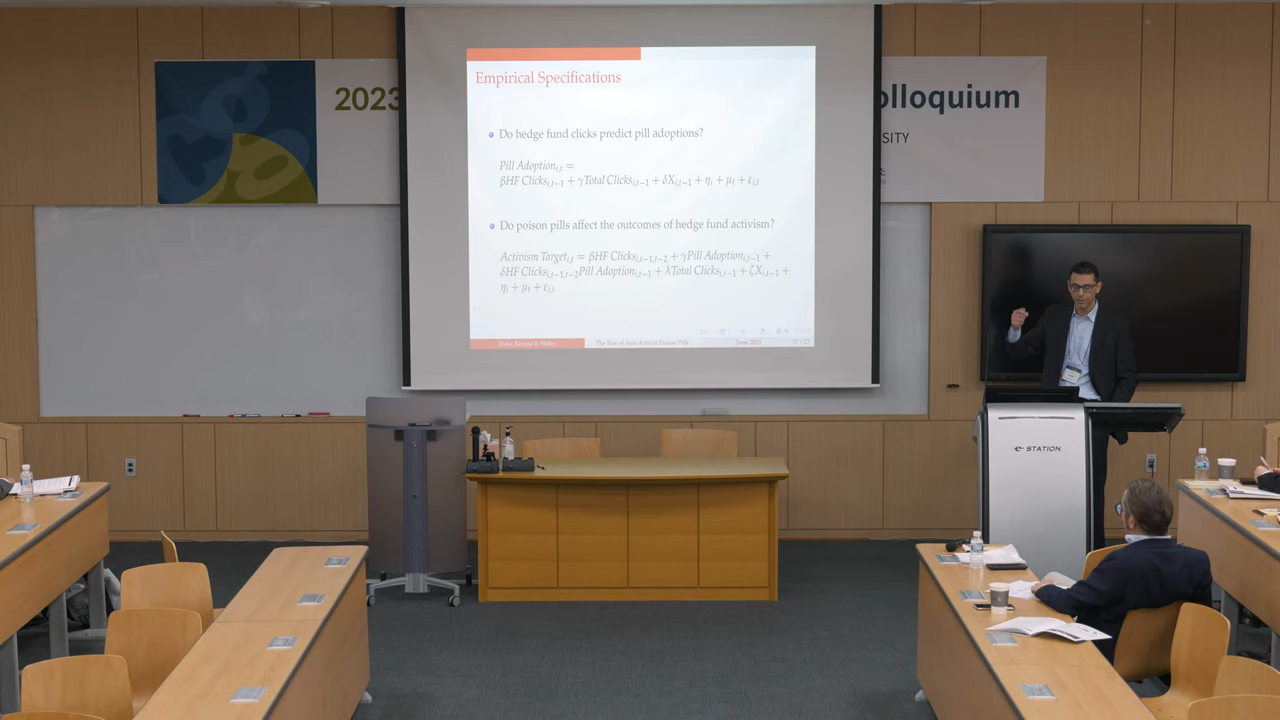 2023
olloquium
SITY
Empirical Specifications
Do hedge fund clicks predict pill adoptions?
Pill Adoption_{i,t} =
βHF Clicks_{i,t−1} + γTotal Clicks_{i,t−1} + δX_{i,t−1} + η_i + μ_t + ε_{i,t}
Do poison pills affect the outcomes of hedge fund activism?
Activism Target_{i,t} = βHF Clicks_{i,t−1,t−2} + γPill Adoption_{i,t−1} +
δHF Clicks_{i,t−1,t−2}Pill Adoption_{i,t−1} + λTotal Clicks_{i,t−1} + ζX_{i,t−1} +
η_i + μ_t + ε_{i,t}
The Rise of Anti-Activist Poison Pills
June 2023
17 / 23
e-STATION